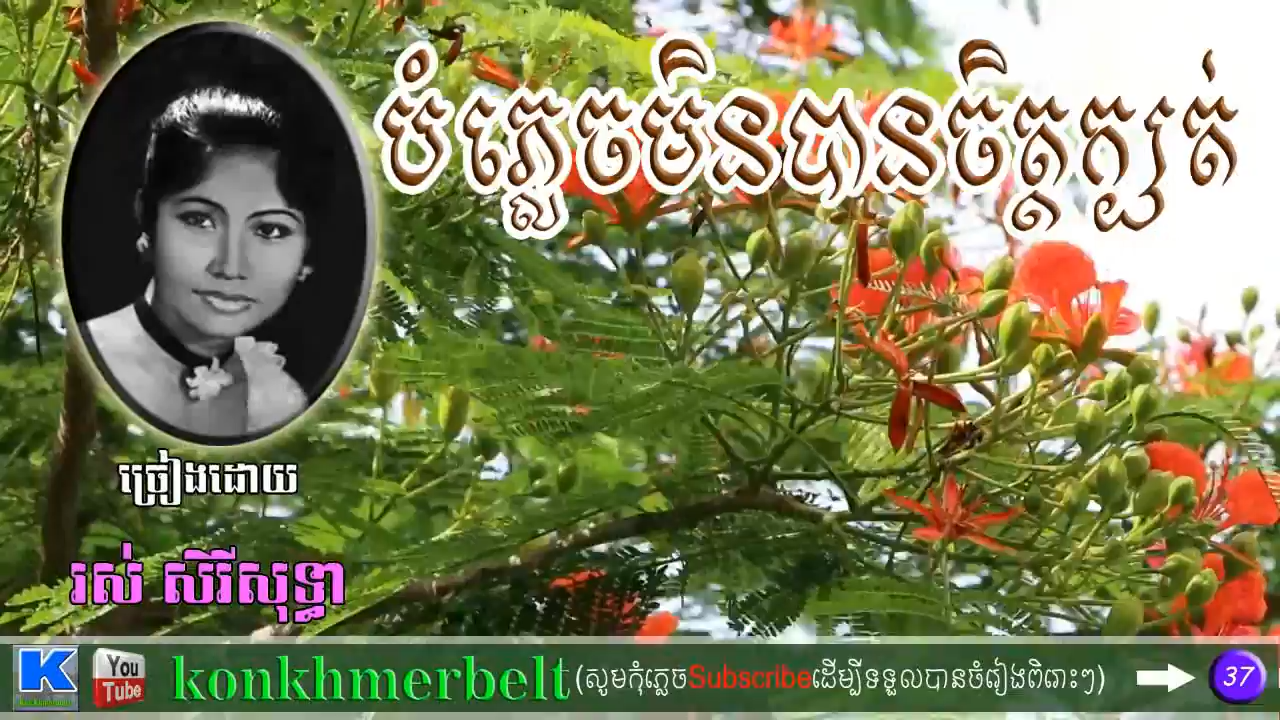 បំភ្លេចមិនបានចិត្តក្បត់
ច្រៀងដោយ
រស់ សិរីសុទ្ធា
K
konkhmerbelt
You
Tube
konkhmerbelt (សូមកុំភ្លេចSubscribeដើម្បីទទួលបានចំរៀងពិរោះៗ)
37